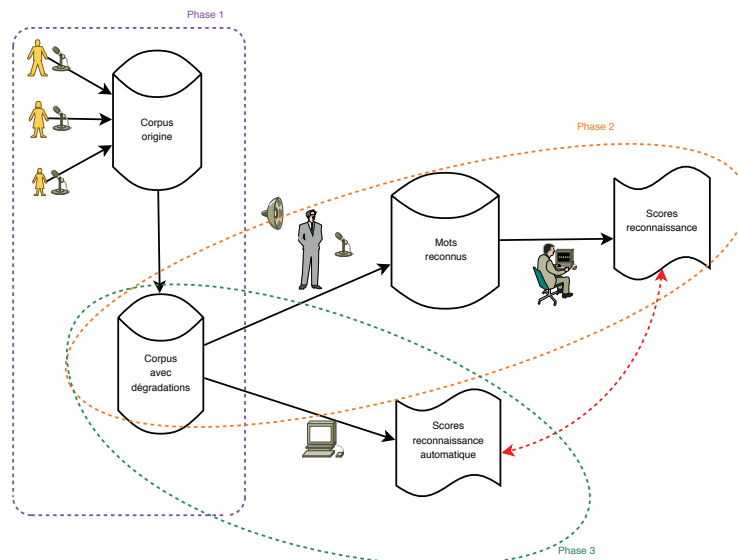 Phase 1
Corpus
origine
Phase 2
Scores
reconnaissance
Mots
reconnus
Corpus
avec
dégradations
Scores
reconnaissance
automatique
Phase 3